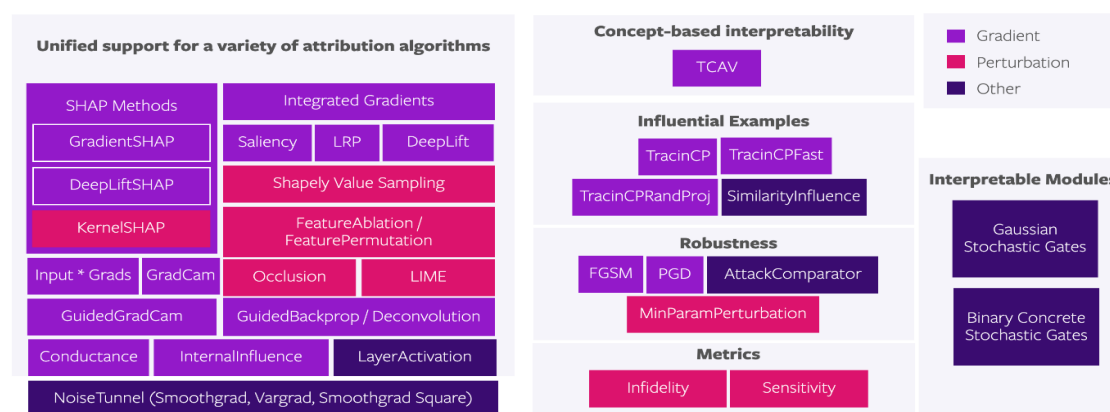 Unified support for a variety of attribution algorithms
SHAP Methods
GradientSHAP
DeepLiftSHAP
KernelSHAP
Integrated Gradients
Saliency
LRP
DeepLift
Shapely Value Sampling
FeatureAblation /
FeaturePermutation
Input * Grads
GradCam
Occlusion
LIME
GuidedGradCam
GuidedBackprop / Deconvolution
Conductance
InternalInfluence
LayerActivation
NoiseTunnel (Smoothgrad, Vargrad, Smoothgrad Square)
Concept-based interpretability
TCAV
Influential Examples
TracinCP
TracinCPFast
TracinCPRandProj
SimilarityInfluence
Robustness
FGSM
PGD
AttackComparator
MinParamPerturbation
Metrics
Infidelity
Sensitivity
Gradient
Perturbation
Other
Interpretable Modules
Gaussian
Stochastic Gates
Binary Concrete
Stochastic Gates